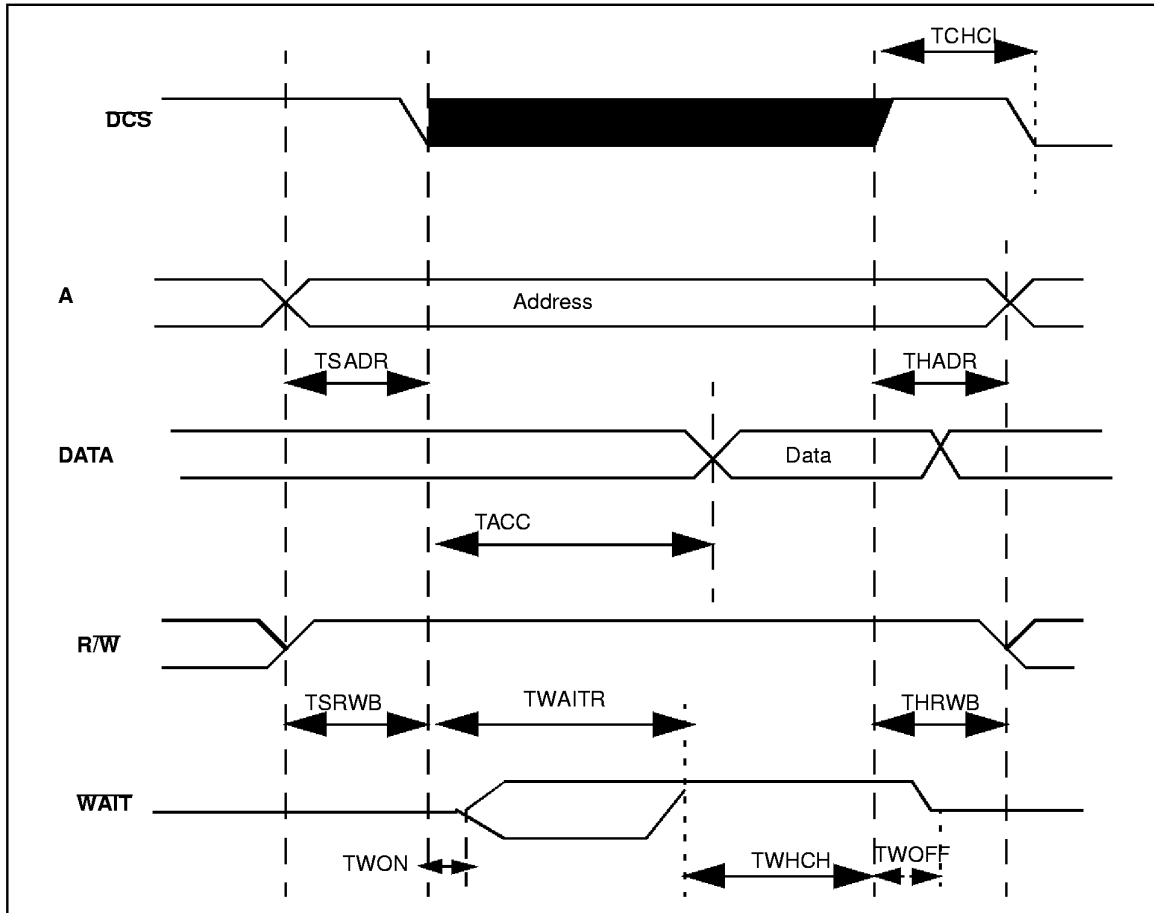 TCHCL
DCS
A
Address
TSADR
THADR
DATA
Data
TACC
R/W
TSRWB
TWAITR
THRWB
WAIT
TWON
TWHCH
TWOFF